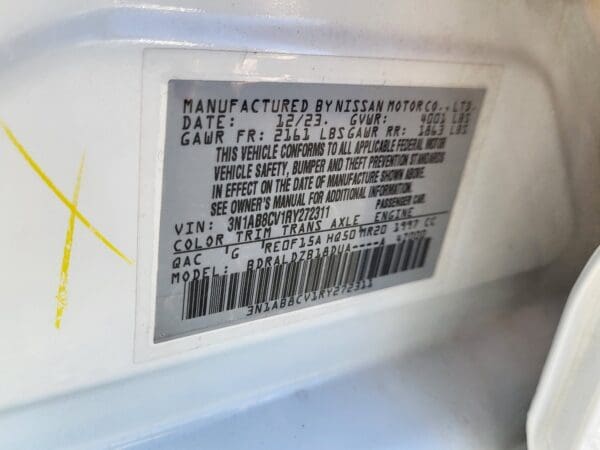 MANUFACTURED BY NISSAN MOTOR CO., LTD.
DATE: 12/23. GVWR: 4001 LBS
GAWR FR: 2161 LBS GAWR RR: 1863 LBS
THIS VEHICLE CONFORMS TO ALL APPLICABLE FEDERAL MOTOR
VEHICLE SAFETY, BUMPER AND THEFT PREVENTION STANDARDS
IN EFFECT ON THE DATE OF MANUFACTURE SHOWN ABOVE.
SEE OWNER'S MANUAL FOR ADDITIONAL INFORMATION
VIN: 3N1AB8CV1RY272311 PASSENGER CAR.
COLOR TRIM TRANS AXLE ENGINE
QAC G RE0F15A HQ50 MR20 1997 CC
MODEL: BDRALDZB18DUA----A
3N1AB8CV1RY272311